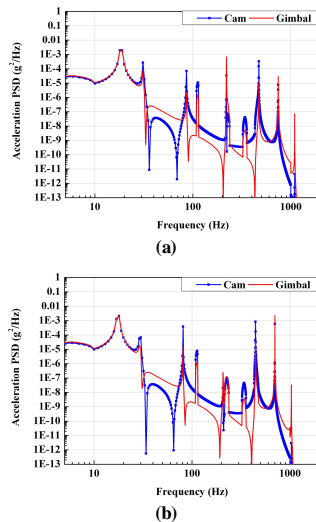 Cam Gimbal
0.1
0.01
1E-3
1E-4
1E-5
1E-6
1E-7
1E-8
1E-9
1E-10
1E-11
1E-12
1E-13
Acceleration PSD (g²/Hz)
10 100 1000
Frequency (Hz)
(a)
Cam Gimbal
0.1
0.01
1E-3
1E-4
1E-5
1E-6
1E-7
1E-8
1E-9
1E-10
1E-11
1E-12
1E-13
Acceleration PSD (g²/Hz)
10 100 1000
Frequency (Hz)
(b)